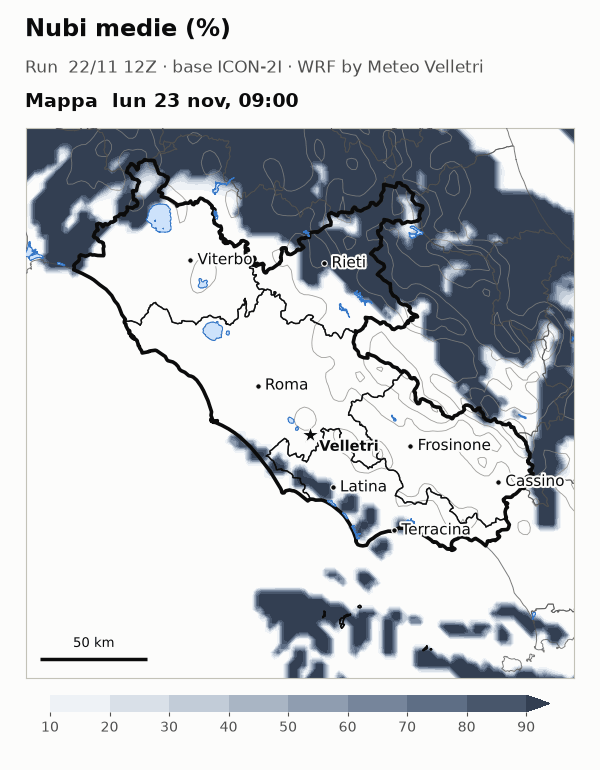 Nubi medie (%)
Run 22/11 12Z · base ICON-2I · WRF by Meteo Velletri
Mappa lun 23 nov, 09:00
Viterbo
Rieti
Roma
Velletri
Frosinone
Cassino
Latina
Terracina
50 km
10 20 30 40 50 60 70 80 90